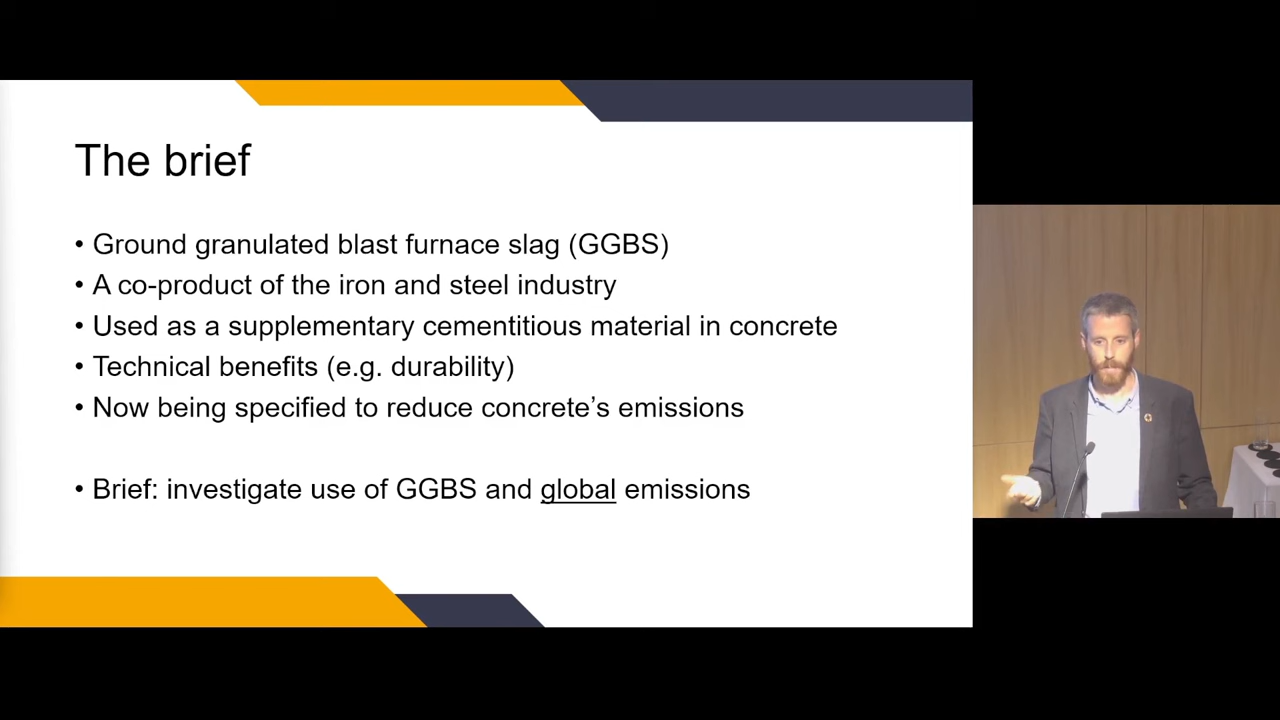 The brief
• Ground granulated blast furnace slag (GGBS)
• A co-product of the iron and steel industry
• Used as a supplementary cementitious material in concrete
• Technical benefits (e.g. durability)
• Now being specified to reduce concrete’s emissions
• Brief: investigate use of GGBS and global emissions